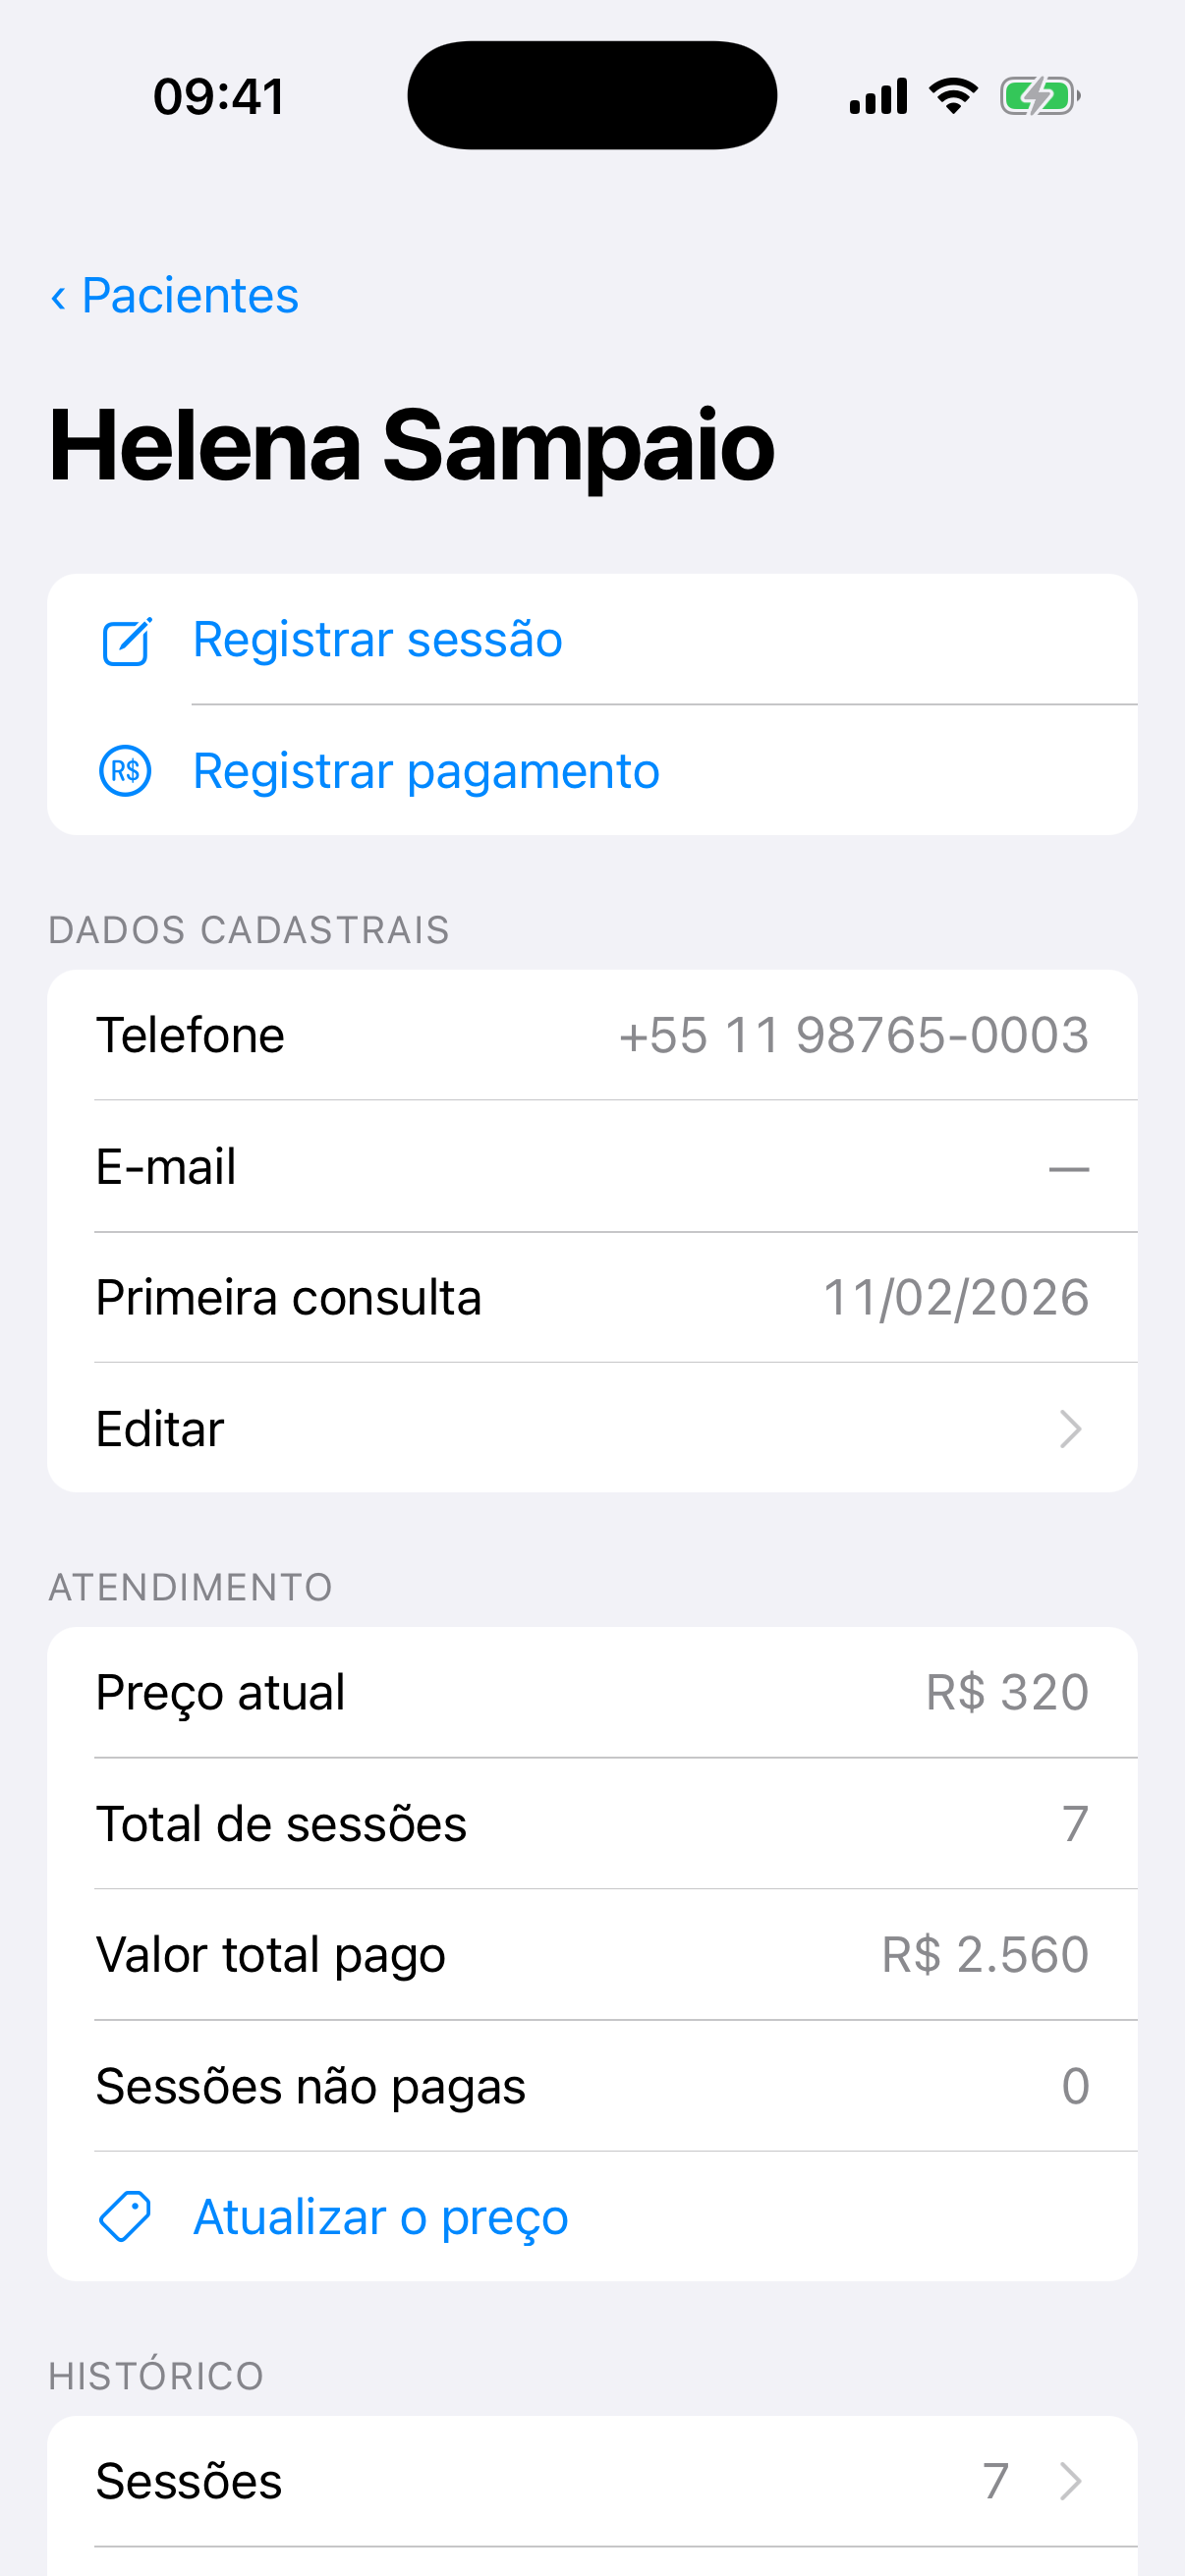 09:41
‹ Pacientes
Helena Sampaio
Registrar sessão
R$ Registrar pagamento
DADOS CADASTRAIS
Telefone +55 11 98765-0003
E-mail —
Primeira consulta 11/02/2026
Editar
ATENDIMENTO
Preço atual R$ 320
Total de sessões 7
Valor total pago R$ 2.560
Sessões não pagas 0
Atualizar o preço
HISTÓRICO
Sessões 7